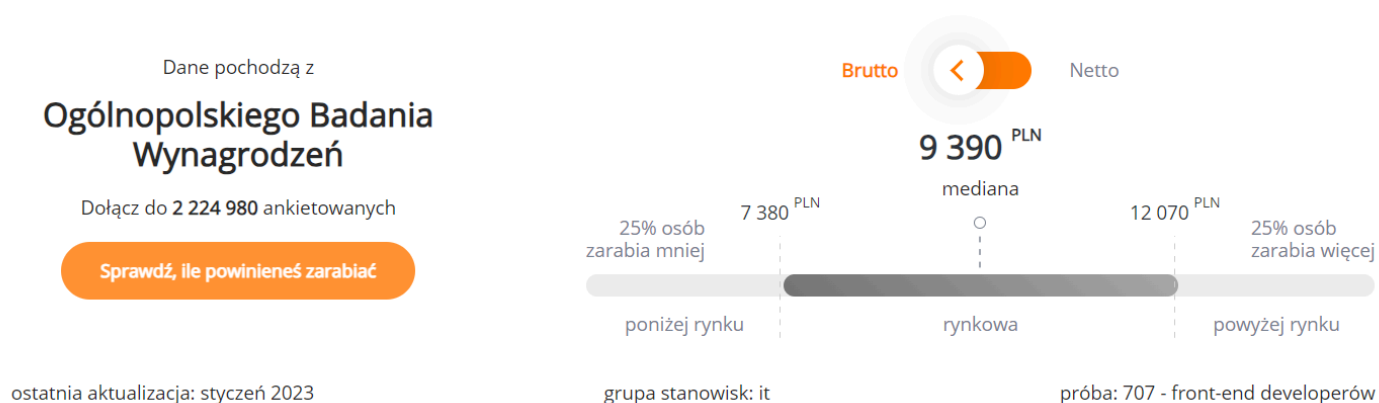 Dane pochodzą z
Ogólnopolskiego Badania
Wynagrodzeń
Dołącz do 2 224 980 ankietowanych
Sprawdź, ile powinieneś zarabiać
Brutto
Netto
9 390 PLN
mediana
25% osób
zarabia mniej
7 380 PLN
12 070 PLN
25% osób
zarabia więcej
poniżej rynku
rynkowa
powyżej rynku
ostatnia aktualizacja: styczeń 2023
grupa stanowisk: it
próba: 707 - front-end developerów